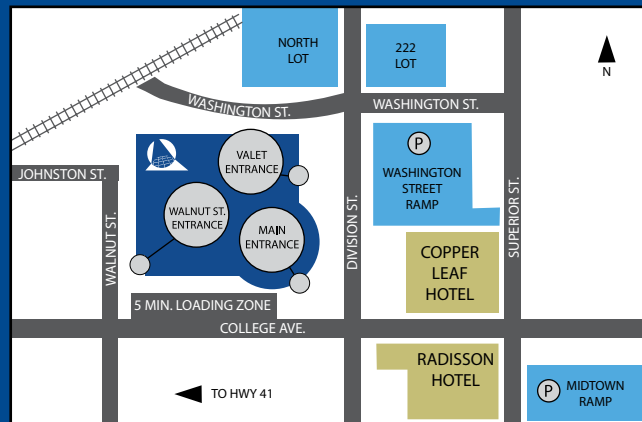 NORTH
LOT
222
LOT
N
WASHINGTON ST.
WASHINGTON ST.
P
WASHINGTON
STREET
RAMP
VALET
ENTRANCE
JOHNSTON ST.
WALNUT ST.
ENTRANCE
MAIN
ENTRANCE
WALNUT ST.
DIVISION ST.
SUPERIOR ST.
COPPER
LEAF
HOTEL
5 MIN. LOADING ZONE
COLLEGE AVE.
RADISSON
HOTEL
TO HWY 41
P
MIDTOWN
RAMP